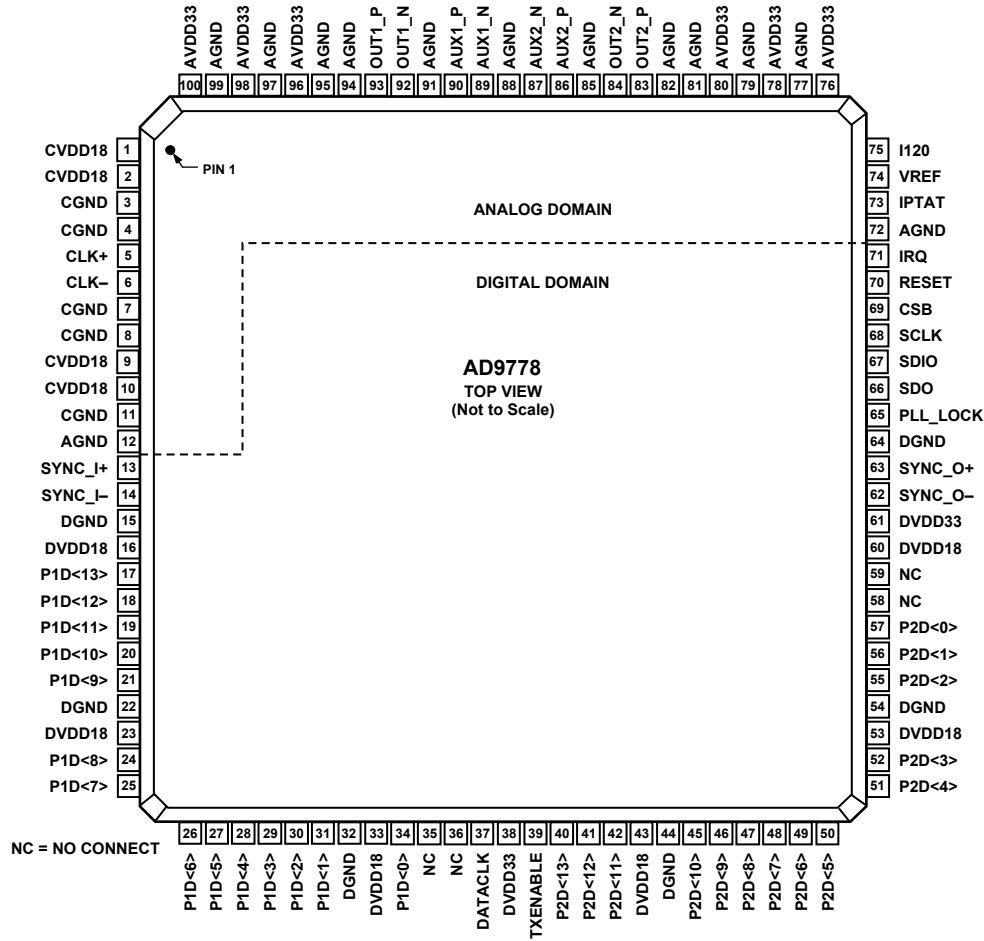 AVDD33 AGND AVDD33 AGND AVDD33 AGND AGND OUT1_P OUT1_N AGND AUX1_P AUX1_N AGND AUX2_N AUX2_P AGND OUT2_N OUT2_P AGND AGND AVDD33 AGND AVDD33 AGND AVDD33
100 99 98 97 96 95 94 93 92 91 90 89 88 87 86 85 84 83 82 81 80 79 78 77 76
CVDD18 1
CVDD18 2
CGND 3
CGND 4
CLK+ 5
CLK– 6
CGND 7
CGND 8
CVDD18 9
CVDD18 10
CGND 11
AGND 12
SYNC_I+ 13
SYNC_I– 14
DGND 15
DVDD18 16
P1D<13> 17
P1D<12> 18
P1D<11> 19
P1D<10> 20
P1D<9> 21
DGND 22
DVDD18 23
P1D<8> 24
P1D<7> 25
PIN 1
ANALOG DOMAIN
DIGITAL DOMAIN
AD9778
TOP VIEW
(Not to Scale)
75 I120
74 VREF
73 IPTAT
72 AGND
71 IRQ
70 RESET
69 CSB
68 SCLK
67 SDIO
66 SDO
65 PLL_LOCK
64 DGND
63 SYNC_O+
62 SYNC_O–
61 DVDD33
60 DVDD18
59 NC
58 NC
57 P2D<0>
56 P2D<1>
55 P2D<2>
54 DGND
53 DVDD18
52 P2D<3>
51 P2D<4>
26 27 28 29 30 31 32 33 34 35 36 37 38 39 40 41 42 43 44 45 46 47 48 49 50
P1D<6> P1D<5> P1D<4> P1D<3> P1D<2> P1D<1> DGND DVDD18 P1D<0> NC NC DATACLK DVDD33 TXENABLE P2D<13> P2D<12> P2D<11> DVDD18 DGND P2D<10> P2D<9> P2D<8> P2D<7> P2D<6> P2D<5>
NC = NO CONNECT